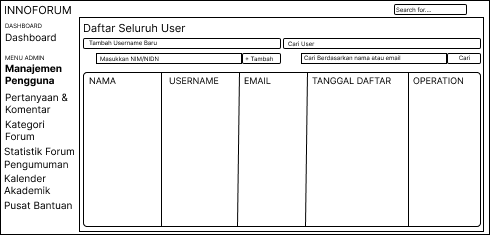 INNOFORUM
Search for....
DASHBOARD
Dashboard
MENU ADMIN
Manajemen
Pengguna
Pertanyaan &
Komentar
Kategori
Forum
Statistik Forum
Pengumuman
Kalender
Akademik
Pusat Bantuan
Daftar Seluruh User
Tambah Username Baru
Cari User
Masukkan NIM/NIDN
+ Tambah
Cari Berdasarkan nama atau email
Cari
NAMA
USERNAME
EMAIL
TANGGAL DAFTAR
OPERATION